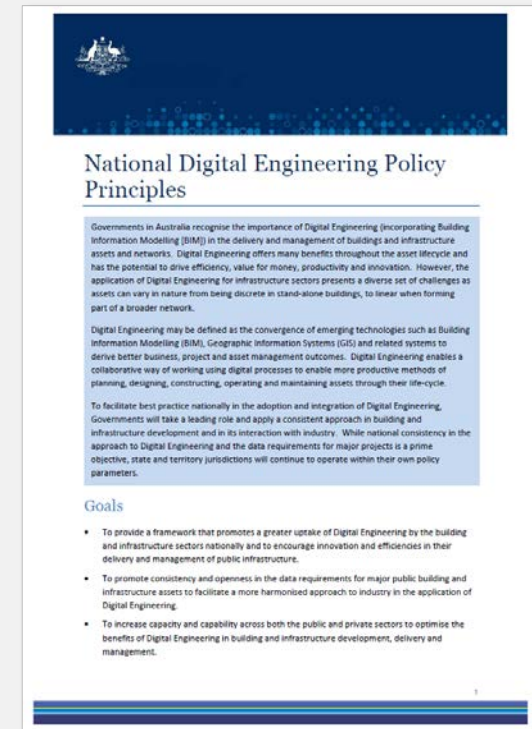 National Digital Engineering Policy
Principles
Governments in Australia recognise the importance of Digital Engineering (incorporating Building
Information Modelling [BIM]) in the delivery and management of buildings and infrastructure
assets and networks. Digital Engineering offers many benefits throughout the asset lifecycle and
has the potential to drive efficiency, value for money, productivity and innovation. However, the
application of Digital Engineering for infrastructure sectors presents a diverse set of challenges as
assets can vary in nature from being discrete in stand-alone buildings, to linear when forming
part of a broader network.
Digital Engineering may be defined as the convergence of emerging technologies such as Building
Information Modelling (BIM), Geographic Information Systems (GIS) and related systems to
derive better business, project and asset management outcomes. Digital Engineering enables a
collaborative way of working using digital processes to enable more productive methods of
planning, designing, constructing, operating and maintaining assets through their life-cycle.
To facilitate best practice nationally in the adoption and integration of Digital Engineering,
Governments will take a leading role and apply a consistent approach in building and
infrastructure development and in its interaction with industry. While national consistency in the
approach to Digital Engineering and the data requirements for major projects is a prime
objective, state and territory jurisdictions will continue to operate within their own policy
parameters.
Goals
• To provide a framework that promotes a greater uptake of Digital Engineering by the building
and infrastructure sectors nationally and to encourage innovation and efficiencies in their
delivery and management of public infrastructure.
• To promote consistency and openness in the data requirements for major public building and
infrastructure assets to facilitate a more harmonised approach to industry in the application of
Digital Engineering.
• To increase capacity and capability across both the public and private sectors to optimise the
benefits of Digital Engineering in building and infrastructure development, delivery and
management.